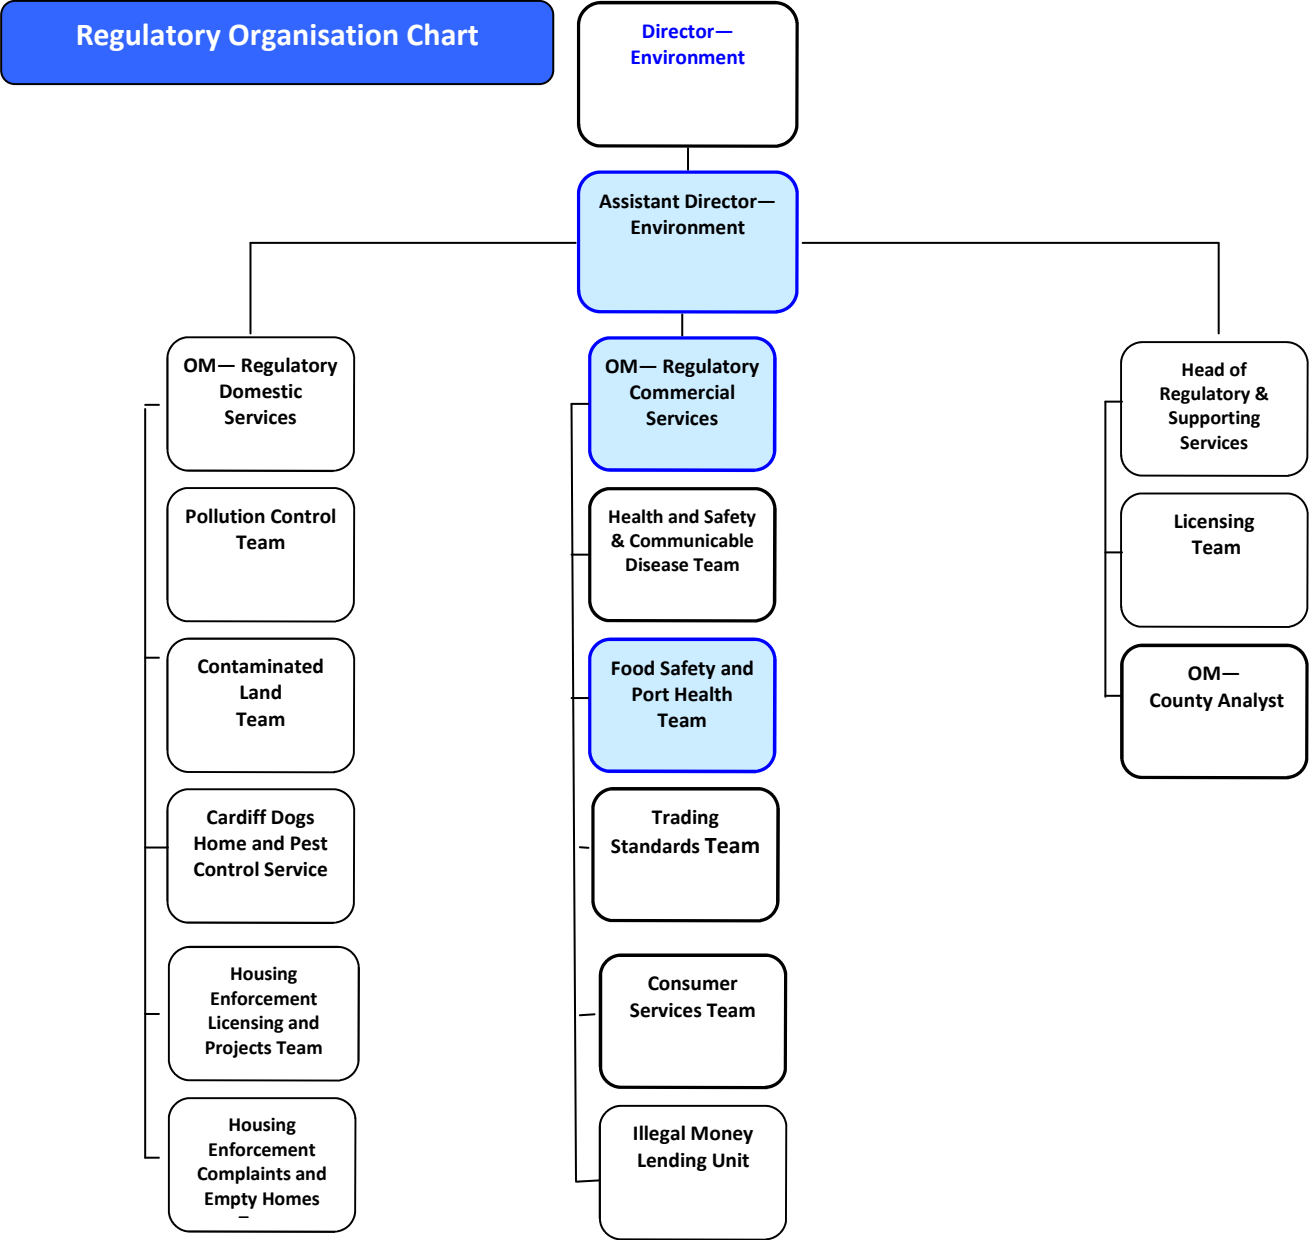 Regulatory Organisation Chart
Director—
Environment
Assistant Director—
Environment
OM— Regulatory
Domestic
Services
Pollution Control
Team
Contaminated
Land
Team
Cardiff Dogs
Home and Pest
Control Service
Housing
Enforcement
Licensing and
Projects Team
Housing
Enforcement
Complaints and
Empty Homes
OM— Regulatory
Commercial
Services
Health and Safety
& Communicable
Disease Team
Food Safety and
Port Health
Team
Trading
Standards Team
Consumer
Services Team
Illegal Money
Lending Unit
Head of
Regulatory &
Supporting
Services
Licensing
Team
OM—
County Analyst